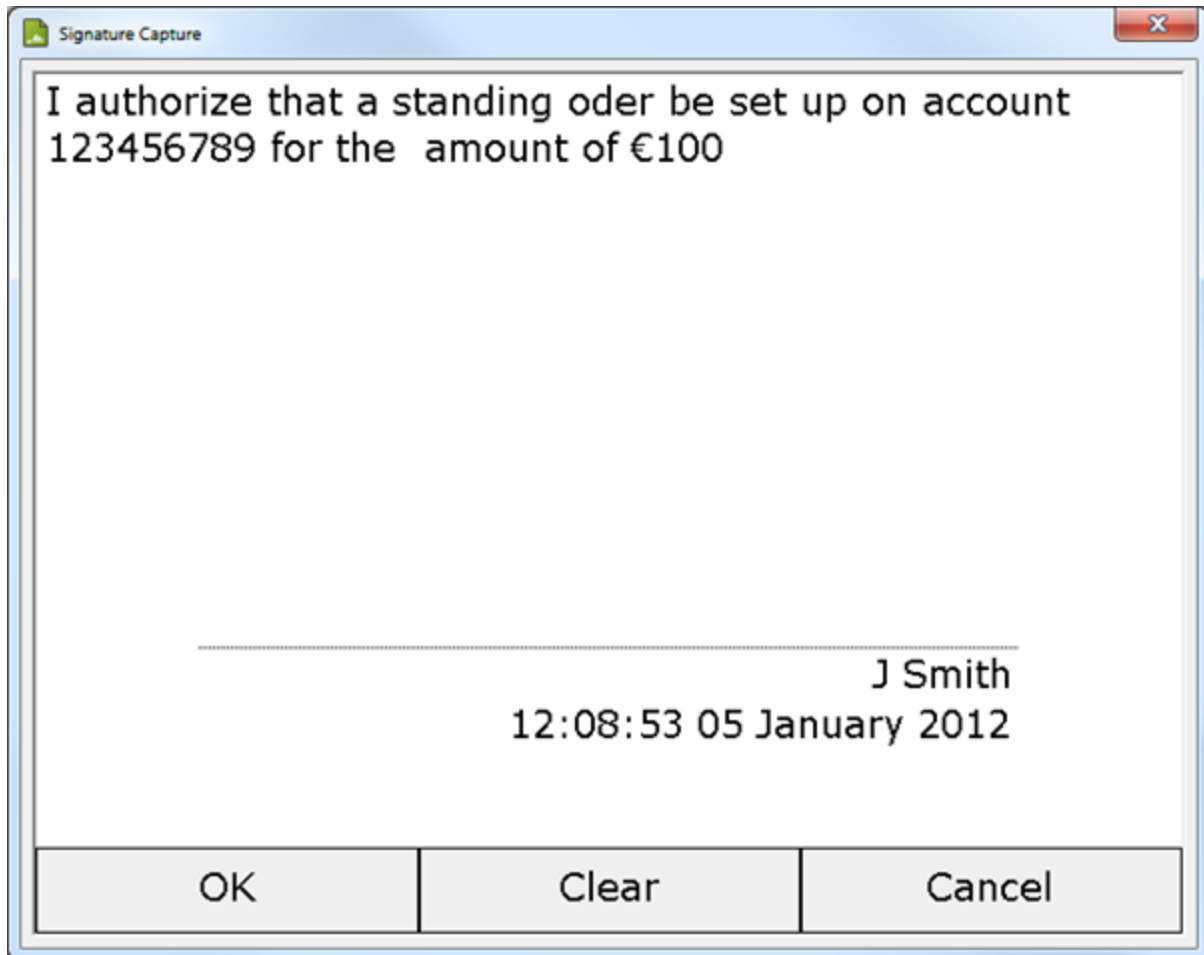 Signature Capture
I authorize that a standing oder be set up on account
123456789 for the  amount of €100
J Smith
12:08:53 05 January 2012
OK Clear Cancel